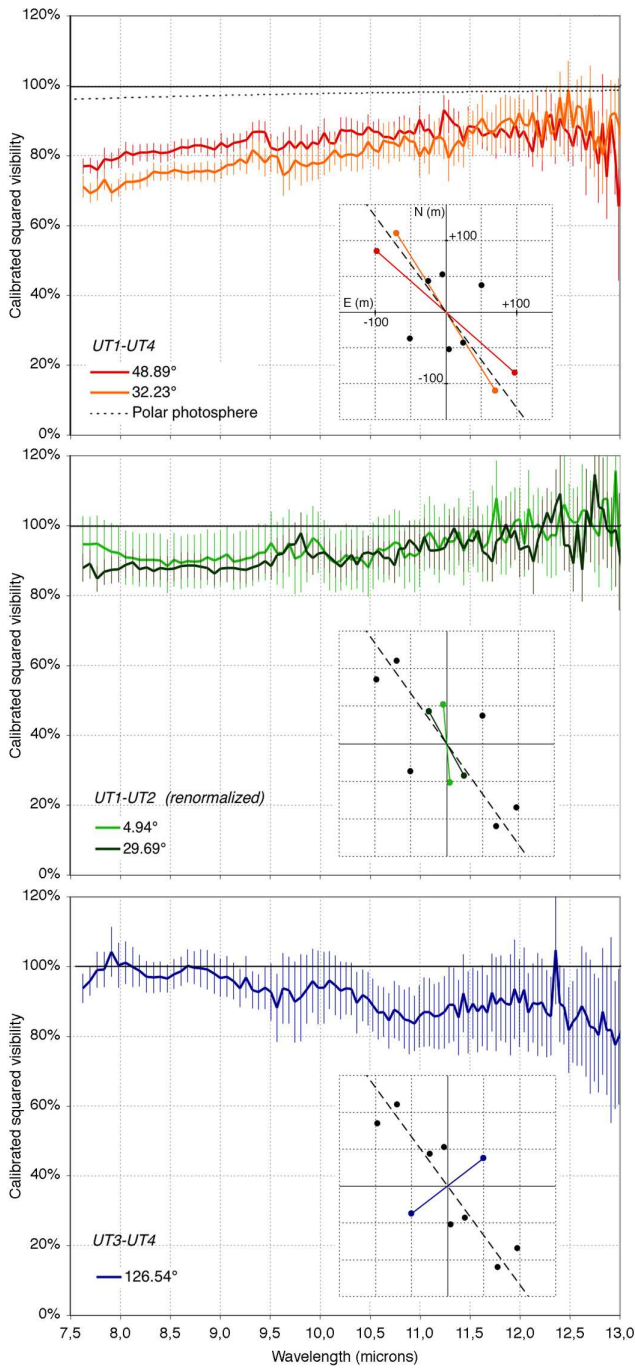 120%
100%
80%
60%
40%
20%
0%
Calibrated squared visibility
N (m)
+100
E (m)
-100
+100
-100
UT1-UT4
48.89°
32.23°
Polar photosphere
120%
100%
80%
60%
40%
20%
0%
Calibrated squared visibility
UT1-UT2 (renormalized)
4.94°
29.69°
120%
100%
80%
60%
40%
20%
0%
Calibrated squared visibility
UT3-UT4
126.54°
7,5 8,0 8,5 9,0 9,5 10,0 10,5 11,0 11,5 12,0 12,5 13,0
Wavelength (microns)